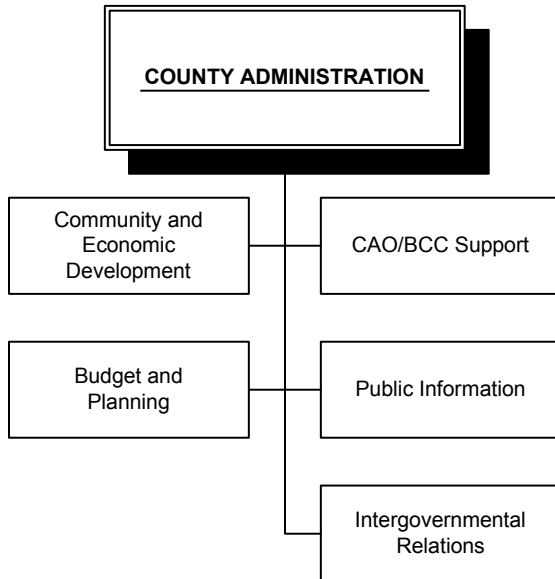 COUNTY ADMINISTRATION
Community and
Economic
Development
CAO/BCC Support
Budget and
Planning
Public Information
Intergovernmental
Relations